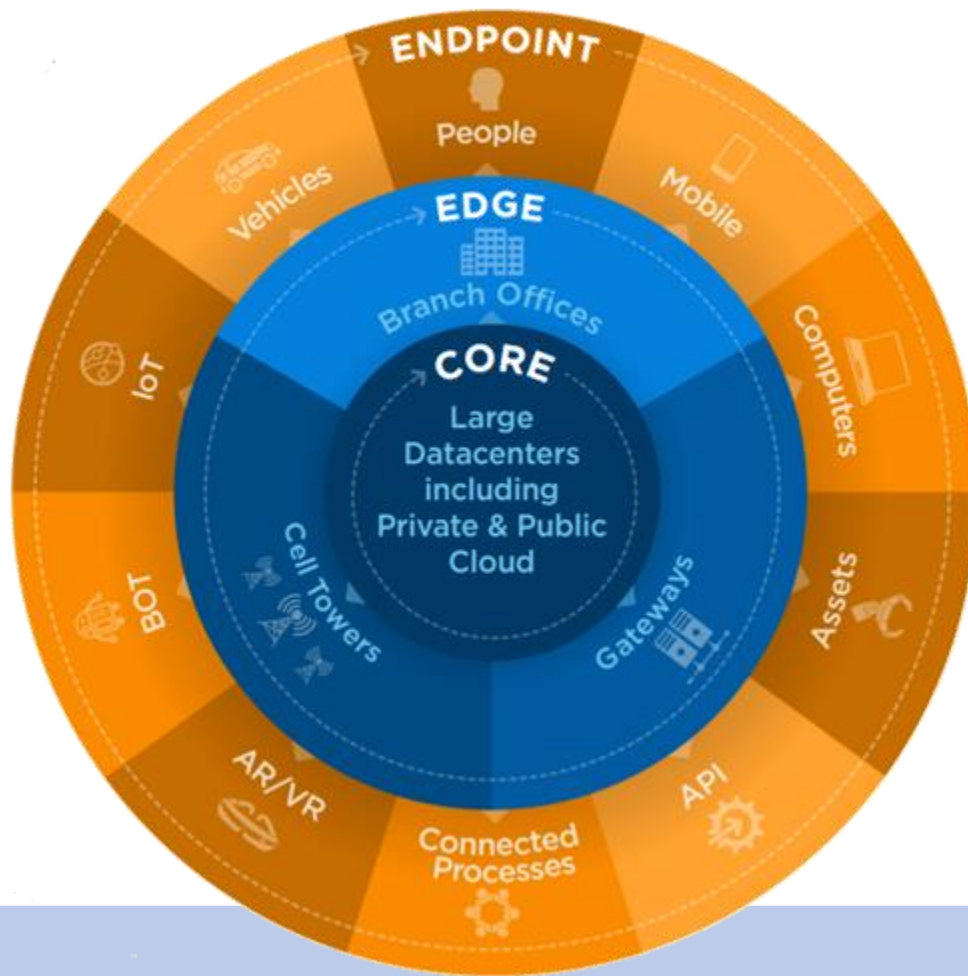 ENDPOINT
People
Mobile
Computers
Assets
API
Connected
Processes
AR/VR
BOT
IoT
Vehicles
EDGE
Branch Offices
Gateways
Cell Towers
CORE
Large
Datacenters
including
Private & Public
Cloud